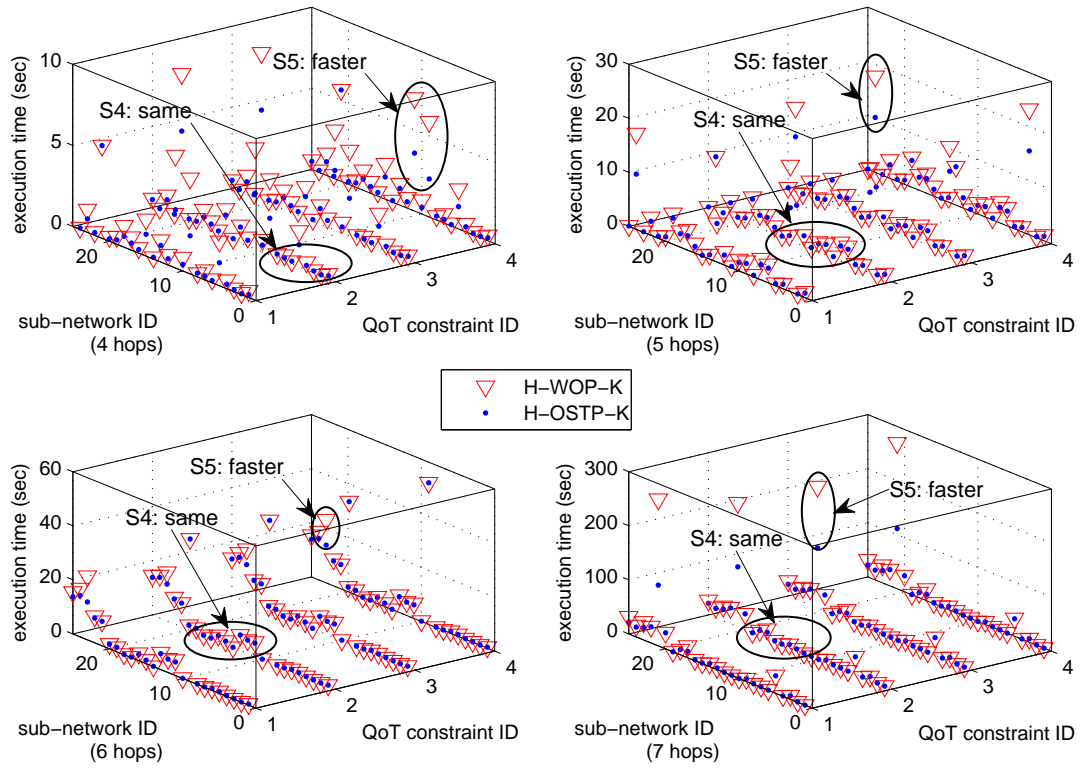 10
5
0
execution time (sec)
S5: faster
S4: same
20
10
0
1
2
3
4
sub−network ID
(4 hops)
QoT constraint ID
30
20
10
0
execution time (sec)
S5: faster
S4: same
20
10
0
1
2
3
4
sub−network ID
(5 hops)
QoT constraint ID
H−WOP−K
H−OSTP−K
60
40
20
0
execution time (sec)
S5: faster
S4: same
20
10
0
1
2
3
4
sub−network ID
(6 hops)
QoT constraint ID
300
200
100
0
execution time (sec)
S5: faster
S4: same
20
10
0
1
2
3
4
sub−network ID
(7 hops)
QoT constraint ID